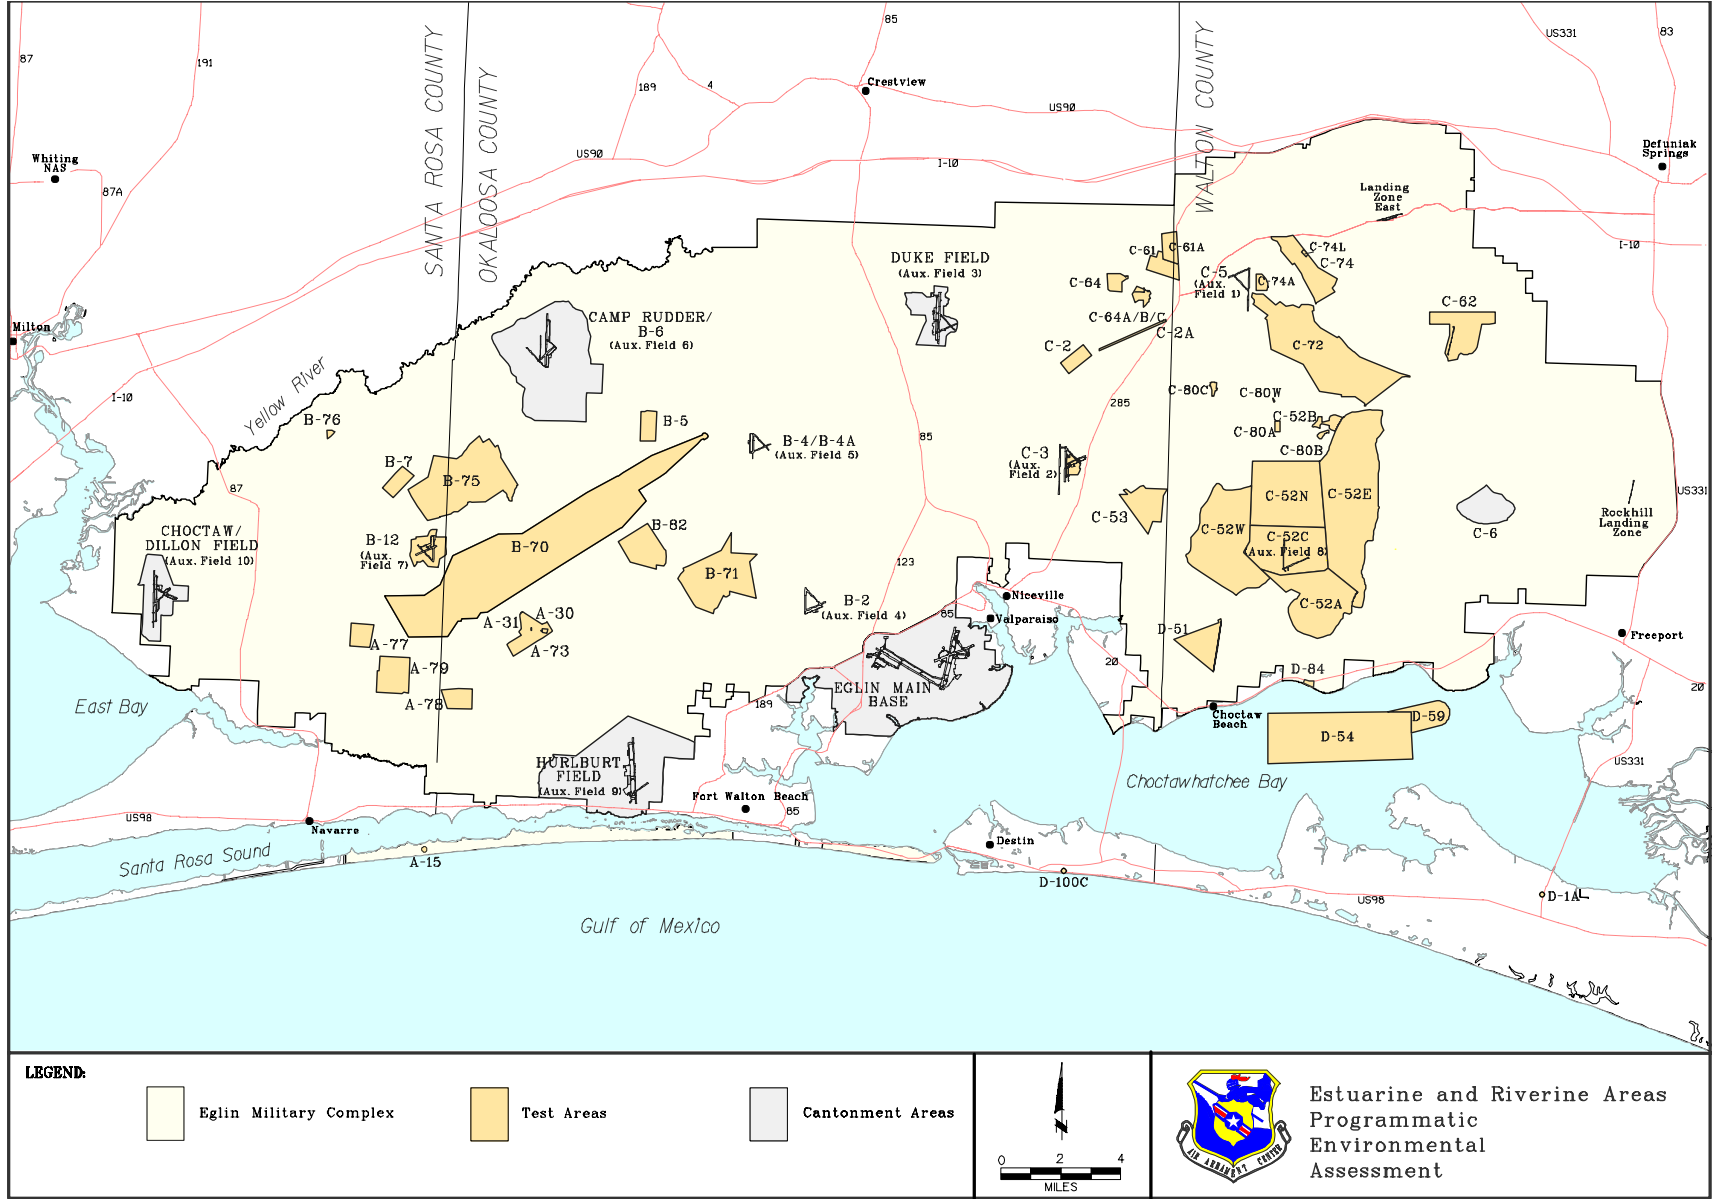 87
191
SANTA ROSA COUNTY
OKALOOSA COUNTY
WALTON COUNTY
85
US331
83
189
4
Crestview
US90
US90
I-10
Whiting
NAS
87A
Defuniak
Springs
Landing
Zone
East
I-10
DUKE FIELD
(Aux. Field 3)
C-61
C-61A
C-64
C-5
(Aux.
Field 1)
C-74L
C-74
C-74A
C-62
Milton
CAMP RUDDER/
B-6
(Aux. Field 6)
C-64A/B/C
C-2A
C-2
C-72
Yellow River
I-10
B-76
C-80C
C-80W
285
B-5
C-52B
C-80A
C-80B
B-4/B-4A
(Aux. Field 5)
85
C-3
(Aux.
Field 2)
B-7
B-75
87
C-52N
C-52E
US331
C-53
C-52W
C-6
Rockhill
Landing
Zone
CHOCTAW/
DILLON FIELD
(Aux. Field 10)
B-12
(Aux.
Field 7)
B-70
B-82
C-52C
(Aux. Field 8)
B-71
123
B-2
(Aux. Field 4)
85
Niceville
Valparaiso
C-52A
A-31
A-30
A-73
D-51
Freeport
A-77
A-79
A-78
20
D-84
20
EGLIN MAIN
BASE
East Bay
189
Choctaw
Beach
D-59
D-54
HURLBURT
FIELD
(Aux. Field 9)
US331
Choctawhatchee Bay
Fort Walton Beach
85
US98
Navarre
Destin
Santa Rosa Sound
A-15
D-100C
D-1A
US98
Gulf of Mexico
LEGEND:
Eglin Military Complex
Test Areas
Cantonment Areas
N
0 2 4
MILES
AIR ARMAMENT CENTER
Estuarine and Riverine Areas
Programmatic
Environmental
Assessment